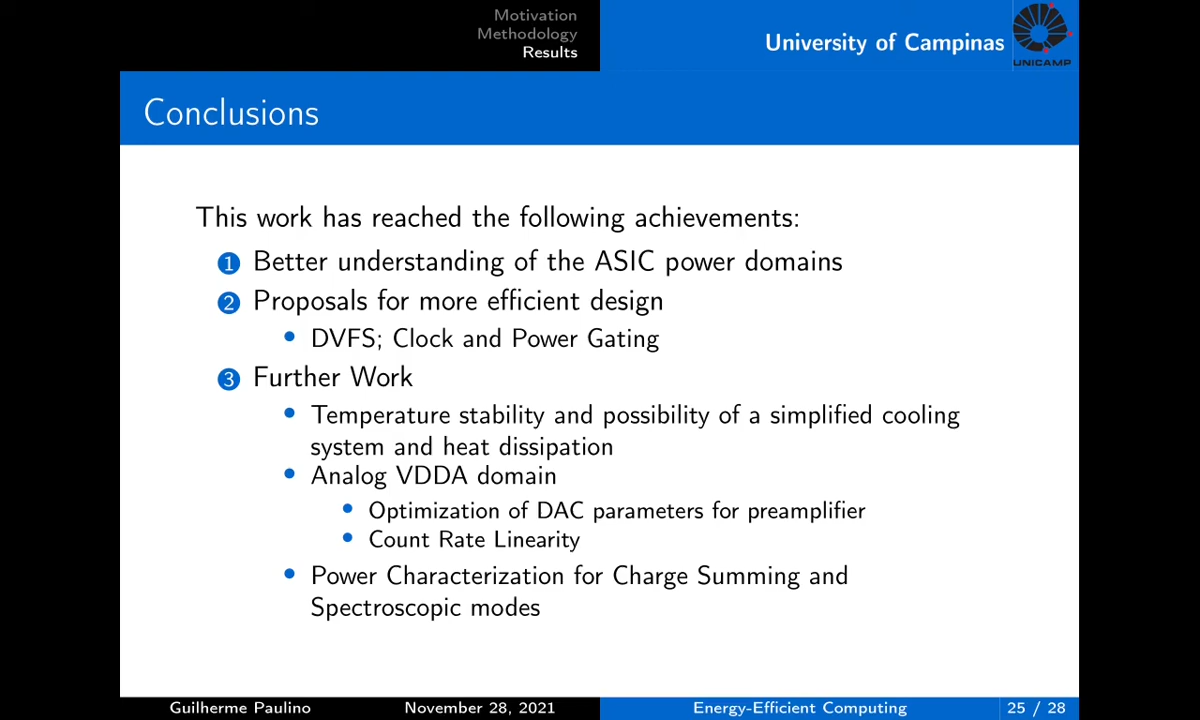 Motivation
Methodology
Results
University of Campinas
UNICAMP
Conclusions
This work has reached the following achievements:
1 Better understanding of the ASIC power domains
2 Proposals for more efficient design
• DVFS; Clock and Power Gating
3 Further Work
• Temperature stability and possibility of a simplified cooling
system and heat dissipation
• Analog VDDA domain
• Optimization of DAC parameters for preamplifier
• Count Rate Linearity
• Power Characterization for Charge Summing and
Spectroscopic modes
Guilherme Paulino November 28, 2021 Energy-Efficient Computing 25 / 28